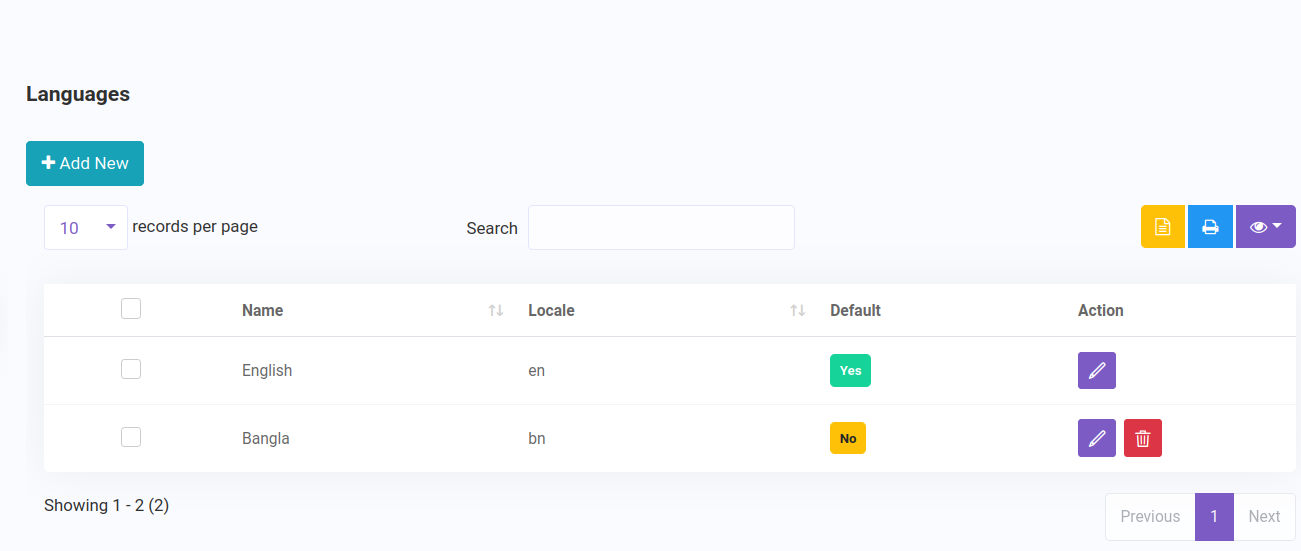 Languages
Add New
10 records per page Search
Name Locale Default Action
English en Yes
Bangla bn No
Showing 1 - 2 (2)
Previous 1 Next